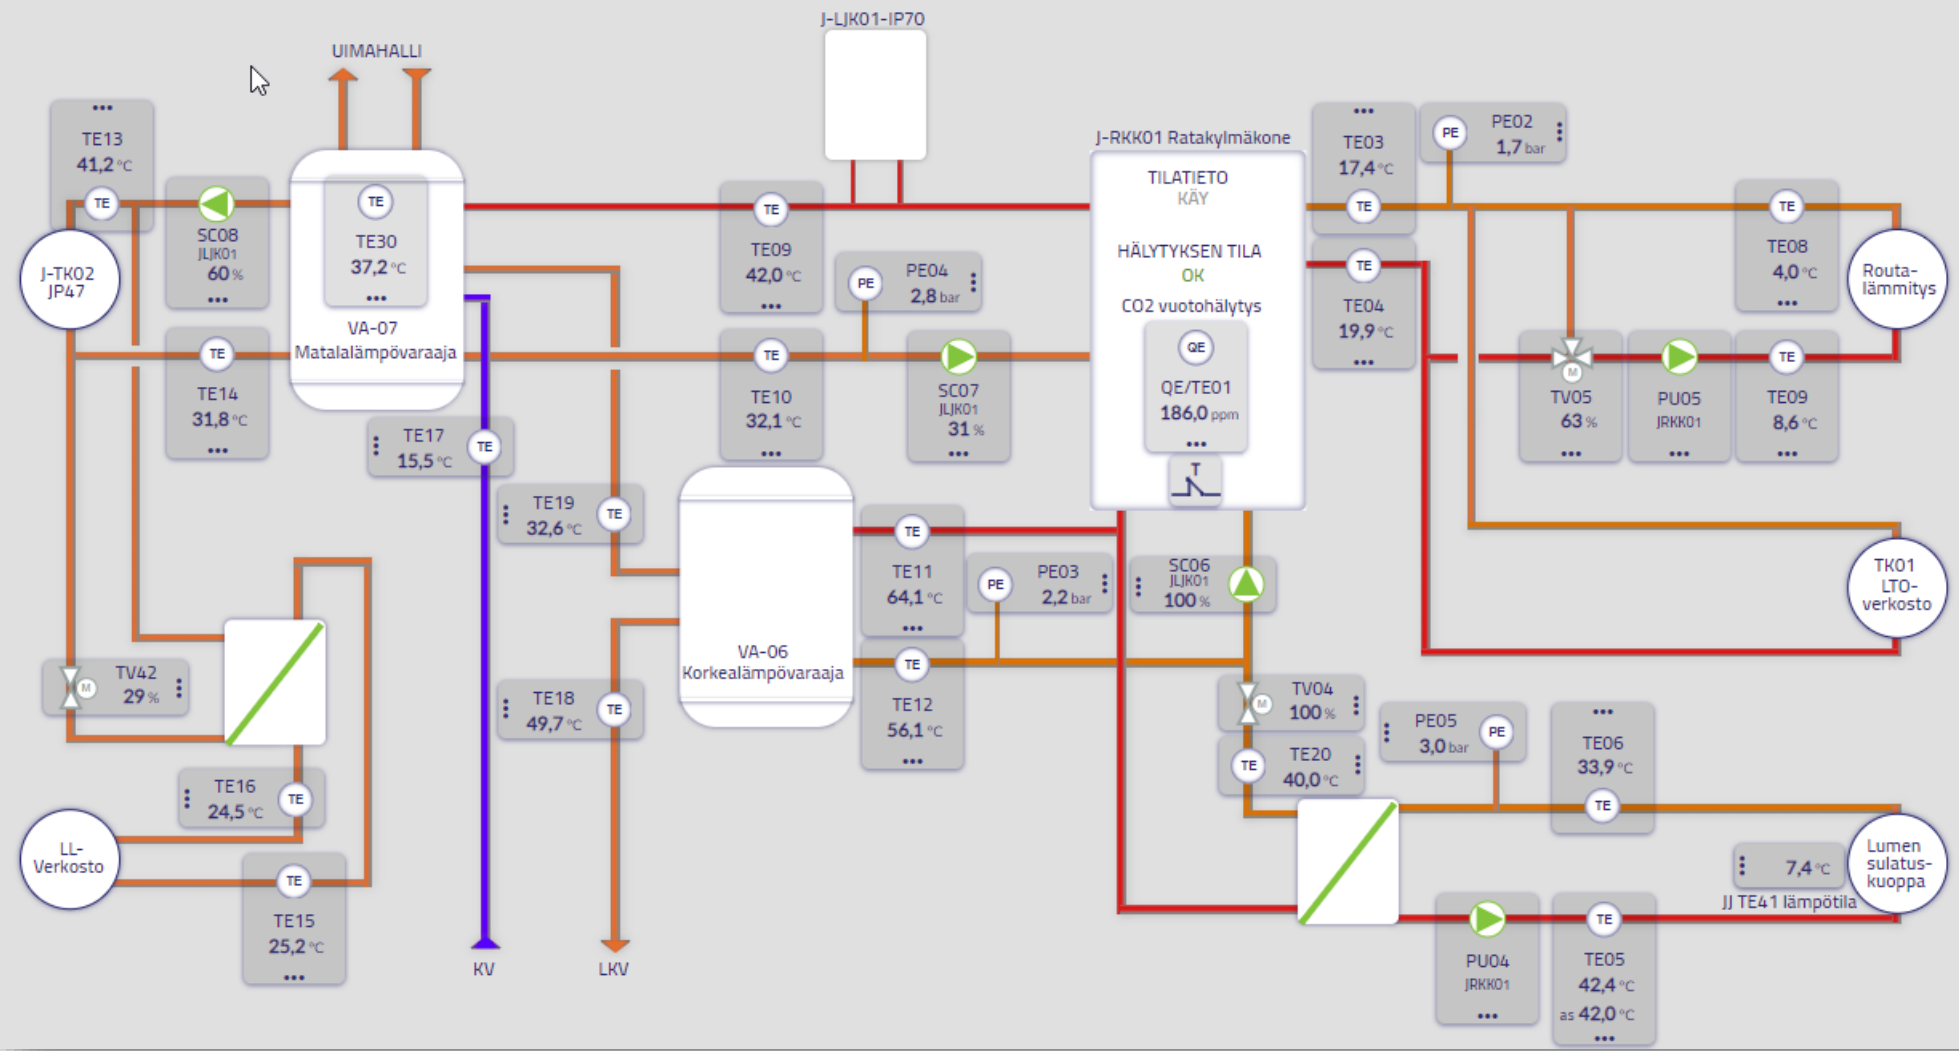 J-LJK01-IP70
UIMAHALLI
TE13
41,2 °C
TE
SC08
JLJK01
60 %
J-TK02
JP47
TE
TE14
31,8 °C
TE
TE30
37,2 °C
VA-07
Matalalämpövaraaja
TE17
15,5 °C
TE
TE
TE09
42,0 °C
PE
PE04
2,8 bar
TE
TE10
32,1 °C
SC07
JLJK01
31 %
J-RKK01 Ratakylmäkone
TILATIETO
KÄY
HÄLYTYKSEN TILA
OK
CO2 vuotohälytys
QE
QE/TE01
186,0 ppm
T
TE03
17,4 °C
TE
PE
PE02
1,7 bar
TE
TE04
19,9 °C
TE
TE08
4,0 °C
Routa-
lämmitys
M
TV05
63 %
PU05
JRKK01
TE
TE09
8,6 °C
TK01
LTO-
verkosto
TE19
32,6 °C
TE
TE18
49,7 °C
TE
VA-06
Korkealämpövaraaja
TE
TE11
64,1 °C
PE
PE03
2,2 bar
SC06
JLJK01
100 %
TE
TE12
56,1 °C
TV42
29 %
M
TE16
24,5 °C
TE
LL-
Verkosto
TE
TE15
25,2 °C
KV
LKV
M
TV04
100 %
TE
TE20
40,0 °C
PE05
3,0 bar
PE
TE06
33,9 °C
TE
7,4 °C
JJ TE41 lämpötila
Lumen
sulatus-
kuoppa
PU04
JRKK01
TE
TE05
42,4 °C
as 42,0 °C